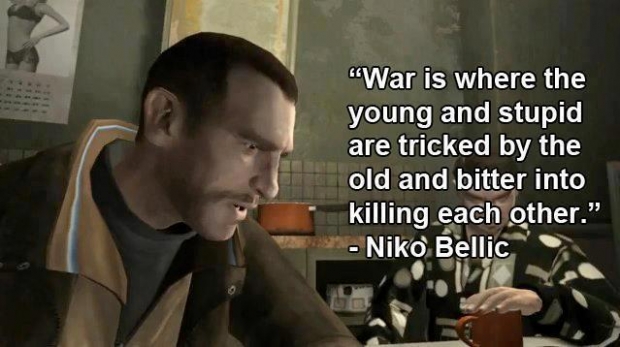 “War is where the
young and stupid
are tricked by the
old and bitter into
killing each other.”
- Niko Bellic